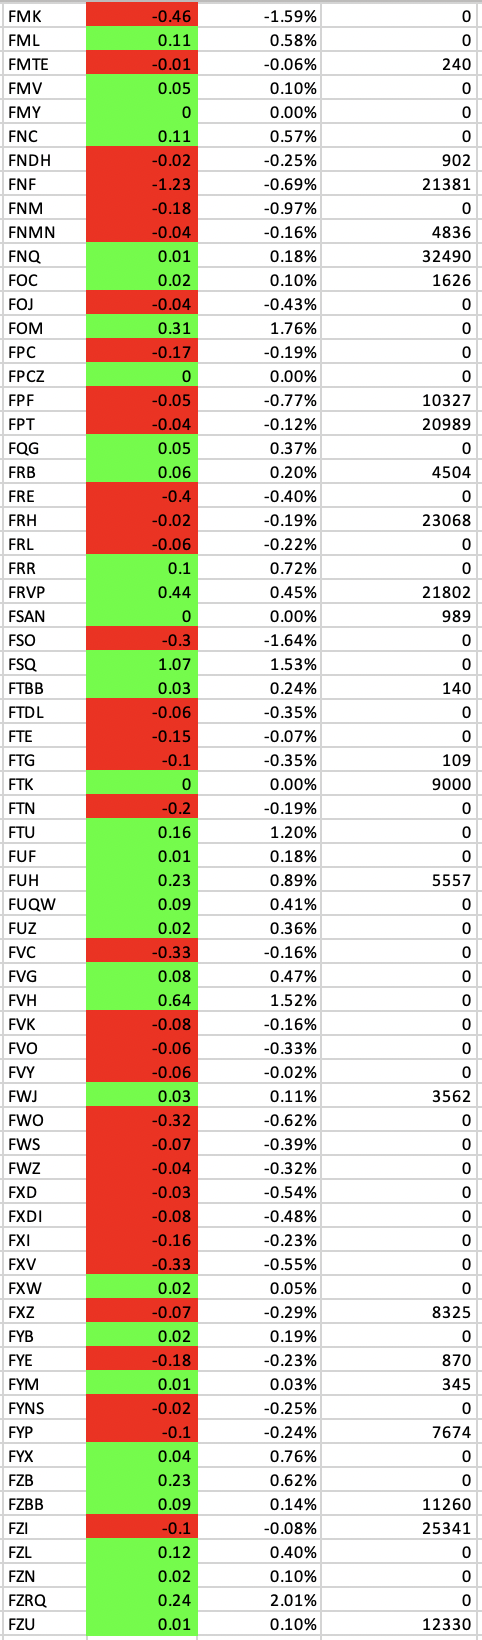 FMK -0.46 -1.59% 0
FML 0.11 0.58% 0
FMTE -0.01 -0.06% 240
FMV 0.05 0.10% 0
FMY 0 0.00% 0
FNC 0.11 0.57% 0
FNDH -0.02 -0.25% 902
FNF -1.23 -0.69% 21381
FNM -0.18 -0.97% 0
FNMN -0.04 -0.16% 4836
FNQ 0.01 0.18% 32490
FOC 0.02 0.10% 1626
FOJ -0.04 -0.43% 0
FOM 0.31 1.76% 0
FPC -0.17 -0.19% 0
FPCZ 0 0.00% 0
FPF -0.05 -0.77% 10327
FPT -0.04 -0.12% 20989
FQG 0.05 0.37% 0
FRB 0.06 0.20% 4504
FRE -0.4 -0.40% 0
FRH -0.02 -0.19% 23068
FRL -0.06 -0.22% 0
FRR 0.1 0.72% 0
FRVP 0.44 0.45% 21802
FSAN 0 0.00% 989
FSO -0.3 -1.64% 0
FSQ 1.07 1.53% 0
FTBB 0.03 0.24% 140
FTDL -0.06 -0.35% 0
FTE -0.15 -0.07% 0
FTG -0.1 -0.35% 109
FTK 0 0.00% 9000
FTN -0.2 -0.19% 0
FTU 0.16 1.20% 0
FUF 0.01 0.18% 0
FUH 0.23 0.89% 5557
FUQW 0.09 0.41% 0
FUZ 0.02 0.36% 0
FVC -0.33 -0.16% 0
FVG 0.08 0.47% 0
FVH 0.64 1.52% 0
FVK -0.08 -0.16% 0
FVO -0.06 -0.33% 0
FVY -0.06 -0.02% 0
FWJ 0.03 0.11% 3562
FWO -0.32 -0.62% 0
FWS -0.07 -0.39% 0
FWZ -0.04 -0.32% 0
FXD -0.03 -0.54% 0
FXDI -0.08 -0.48% 0
FXI -0.16 -0.23% 0
FXV -0.33 -0.55% 0
FXW 0.02 0.05% 0
FXZ -0.07 -0.29% 8325
FYB 0.02 0.19% 0
FYE -0.18 -0.23% 870
FYM 0.01 0.03% 345
FYNS -0.02 -0.25% 0
FYP -0.1 -0.24% 7674
FYX 0.04 0.76% 0
FZB 0.23 0.62% 0
FZBB 0.09 0.14% 11260
FZI -0.1 -0.08% 25341
FZL 0.12 0.40% 0
FZN 0.02 0.10% 0
FZRQ 0.24 2.01% 0
FZU 0.01 0.10% 12330